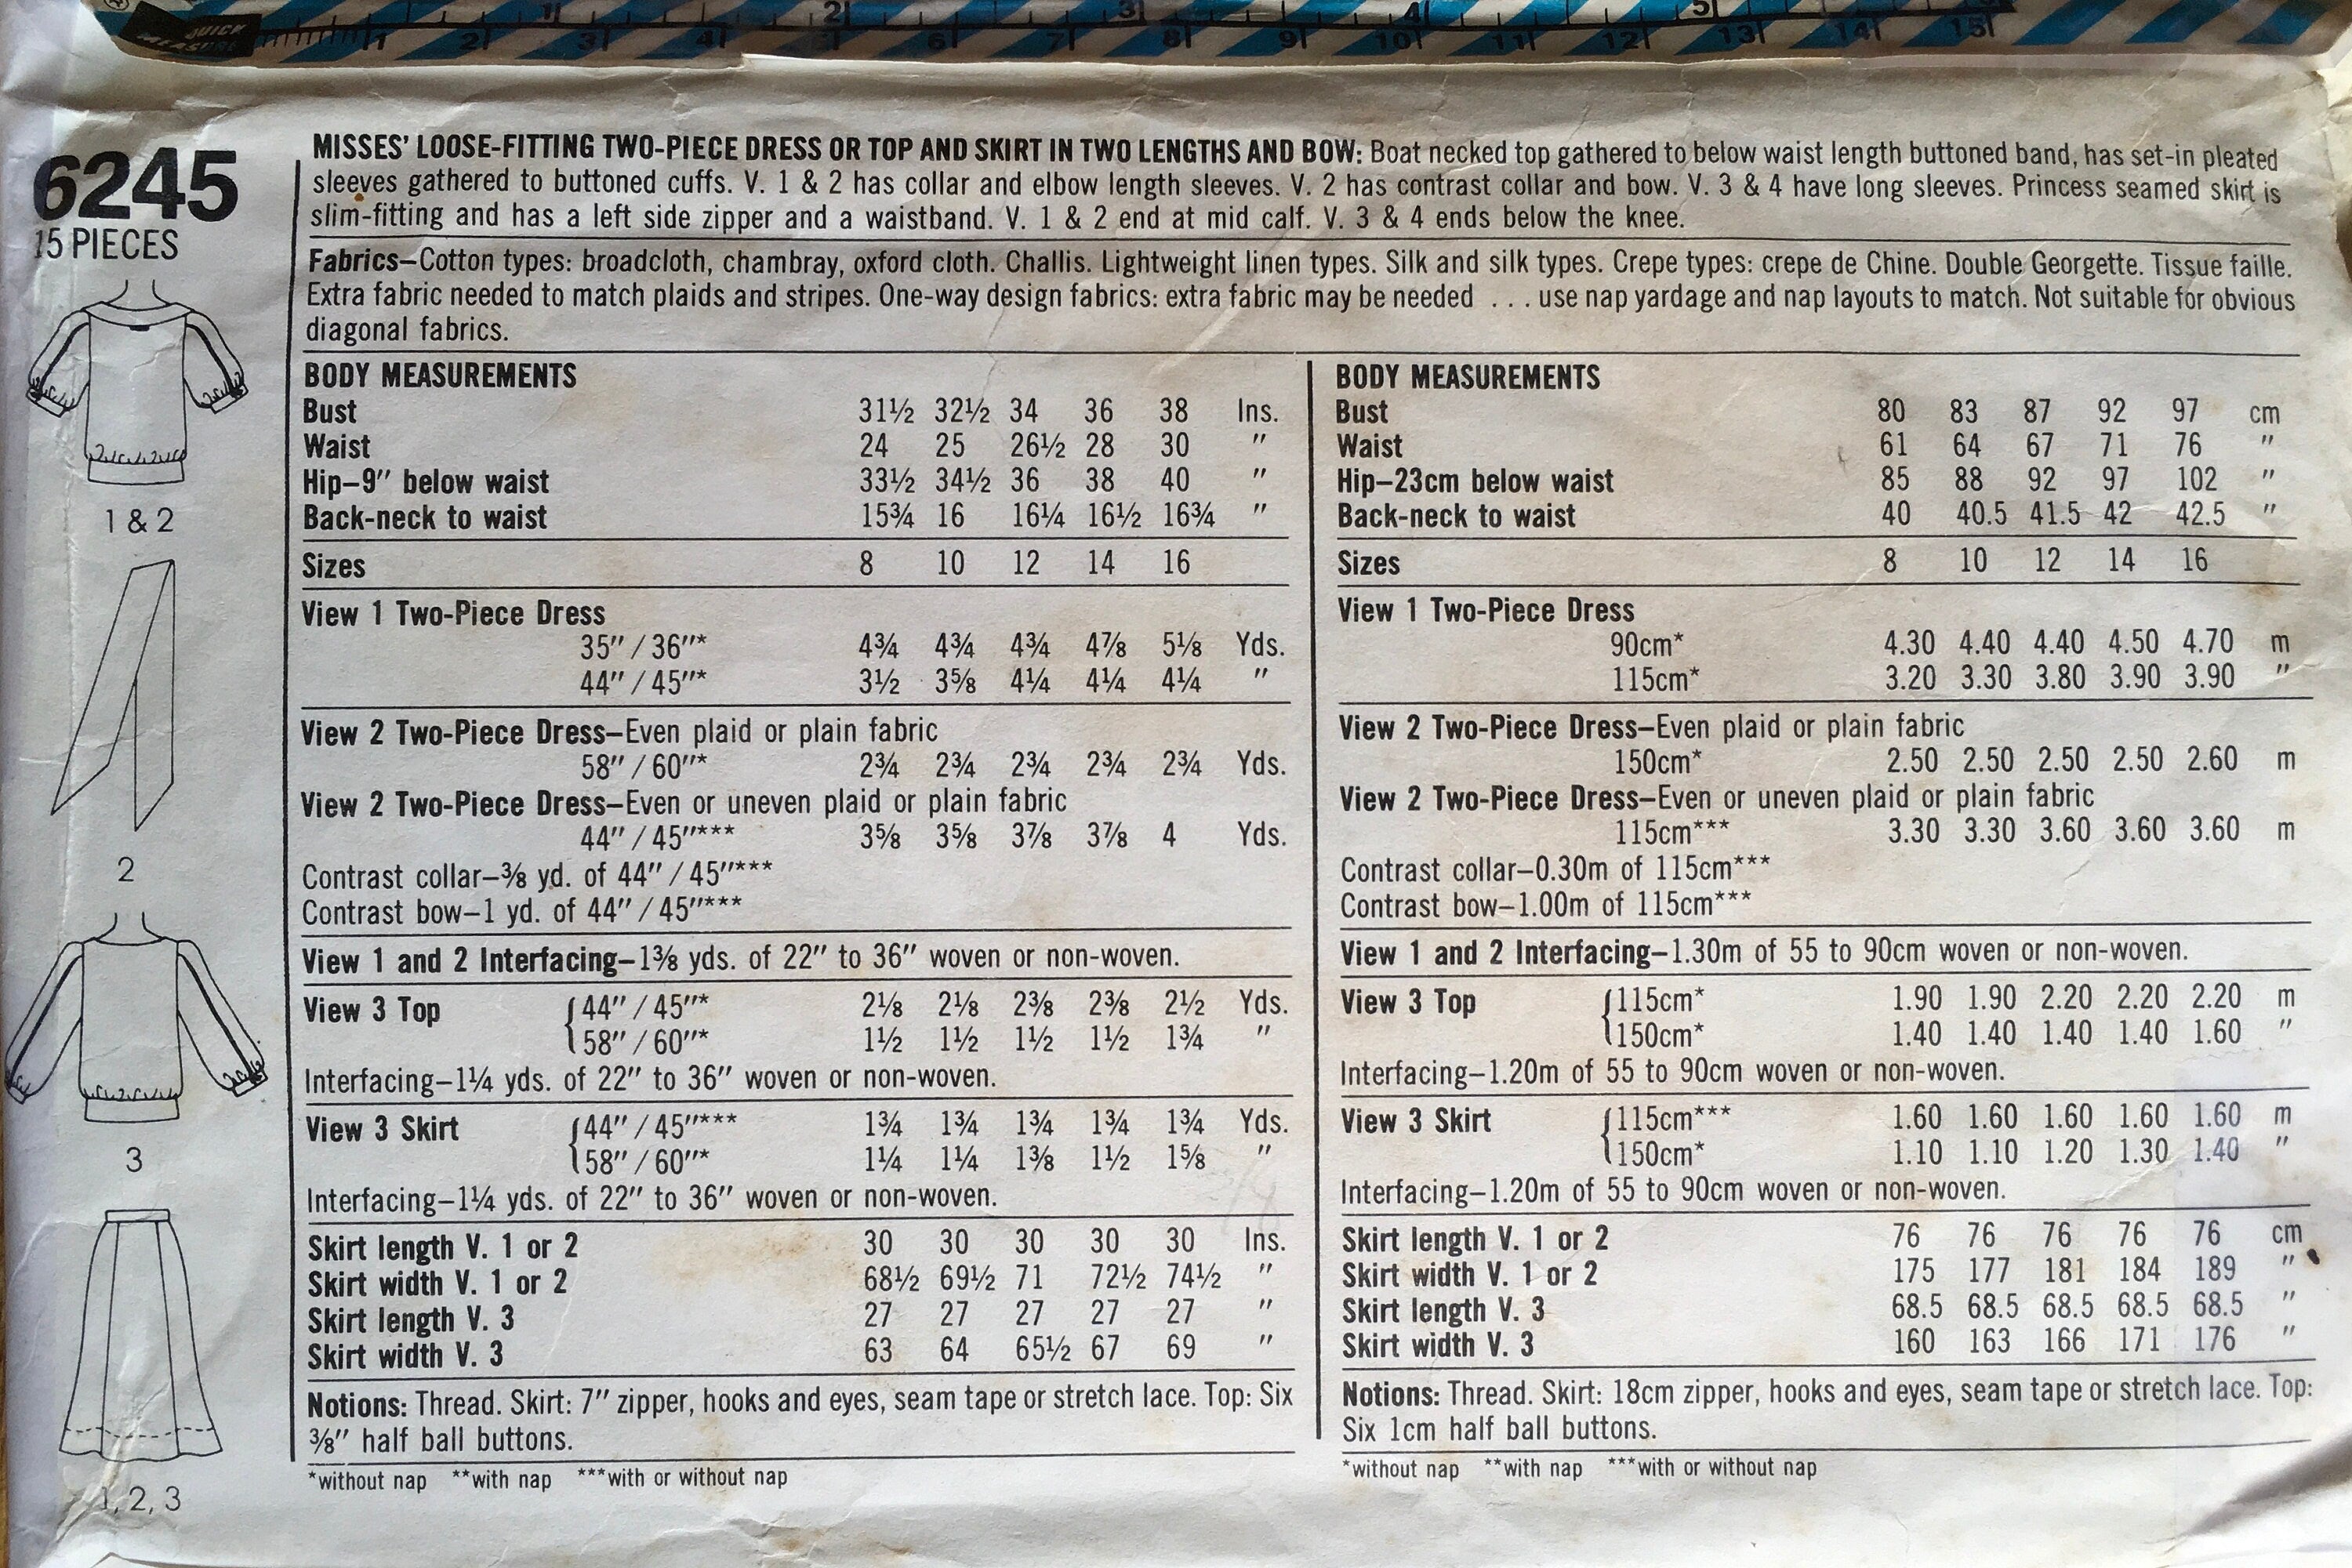 QUICK
MEASURE
1 2 3 4 5
1 2 3 4 5 6 7 8 9 10 11 12 13 14 15
6245
15 PIECES
MISSES' LOOSE-FITTING TWO-PIECE DRESS OR TOP AND SKIRT IN TWO LENGTHS AND BOW: Boat necked top gathered to below waist length buttoned band, has set-in pleated
sleeves gathered to buttoned cuffs. V. 1 & 2 has collar and elbow length sleeves. V. 2 has contrast collar and bow. V. 3 & 4 have long sleeves. Princess seamed skirt is
slim-fitting and has a left side zipper and a waistband. V. 1 & 2 end at mid calf. V. 3 & 4 ends below the knee.
Fabrics—Cotton types: broadcloth, chambray, oxford cloth. Challis. Lightweight linen types. Silk and silk types. Crepe types: crepe de Chine. Double Georgette. Tissue faille.
Extra fabric needed to match plaids and stripes. One-way design fabrics: extra fabric may be needed . . . use nap yardage and nap layouts to match. Not suitable for obvious
diagonal fabrics.
1 & 2
2
3
1, 2, 3
BODY MEASUREMENTS
Bust 31½ 32½ 34 36 38 Ins.
Waist 24 25 26½ 28 30 "
Hip—9" below waist 33½ 34½ 36 38 40 "
Back-neck to waist 15¾ 16 16¼ 16½ 16¾ "
Sizes 8 10 12 14 16
View 1 Two-Piece Dress
35" / 36"* 4¾ 4¾ 4¾ 4⅞ 5⅛ Yds.
44" / 45"* 3½ 3⅝ 4¼ 4¼ 4¼ "
View 2 Two-Piece Dress—Even plaid or plain fabric
58" / 60"* 2¾ 2¾ 2¾ 2¾ 2¾ Yds.
View 2 Two-Piece Dress—Even or uneven plaid or plain fabric
44" / 45"*** 3⅝ 3⅝ 3⅞ 3⅞ 4 Yds.
Contrast collar—⅜ yd. of 44" / 45"***
Contrast bow—1 yd. of 44" / 45"***
View 1 and 2 Interfacing—1⅜ yds. of 22" to 36" woven or non-woven.
View 3 Top 44" / 45"* 2⅛ 2⅛ 2⅜ 2⅜ 2½ Yds.
58" / 60"* 1½ 1½ 1½ 1½ 1¾ "
Interfacing—1¼ yds. of 22" to 36" woven or non-woven.
View 3 Skirt 44" / 45"*** 1¾ 1¾ 1¾ 1¾ 1¾ Yds.
58" / 60"* 1¼ 1¼ 1⅜ 1½ 1⅝ "
Interfacing—1¼ yds. of 22" to 36" woven or non-woven.
Skirt length V. 1 or 2 30 30 30 30 30 Ins.
Skirt width V. 1 or 2 68½ 69½ 71 72½ 74½ "
Skirt length V. 3 27 27 27 27 27 "
Skirt width V. 3 63 64 65½ 67 69 "
Notions: Thread. Skirt: 7" zipper, hooks and eyes, seam tape or stretch lace. Top: Six
⅜" half ball buttons.
*without nap **with nap ***with or without nap
BODY MEASUREMENTS
Bust 80 83 87 92 97 cm
Waist 61 64 67 71 76 "
Hip—23cm below waist 85 88 92 97 102 "
Back-neck to waist 40 40.5 41.5 42 42.5 "
Sizes 8 10 12 14 16
View 1 Two-Piece Dress
90cm* 4.30 4.40 4.40 4.50 4.70 m
115cm* 3.20 3.30 3.80 3.90 3.90 "
View 2 Two-Piece Dress—Even plaid or plain fabric
150cm* 2.50 2.50 2.50 2.50 2.60 m
View 2 Two-Piece Dress—Even or uneven plaid or plain fabric
115cm*** 3.30 3.30 3.60 3.60 3.60 m
Contrast collar—0.30m of 115cm***
Contrast bow—1.00m of 115cm***
View 1 and 2 Interfacing—1.30m of 55 to 90cm woven or non-woven.
View 3 Top 115cm* 1.90 1.90 2.20 2.20 2.20 m
150cm* 1.40 1.40 1.40 1.40 1.60 "
Interfacing—1.20m of 55 to 90cm woven or non-woven.
View 3 Skirt 115cm*** 1.60 1.60 1.60 1.60 1.60 m
150cm* 1.10 1.10 1.20 1.30 1.40 "
Interfacing—1.20m of 55 to 90cm woven or non-woven.
Skirt length V. 1 or 2 76 76 76 76 76 cm
Skirt width V. 1 or 2 175 177 181 184 189 "
Skirt length V. 3 68.5 68.5 68.5 68.5 68.5 "
Skirt width V. 3 160 163 166 171 176 "
Notions: Thread. Skirt: 18cm zipper, hooks and eyes, seam tape or stretch lace. Top:
Six 1cm half ball buttons.
*without nap **with nap ***with or without nap